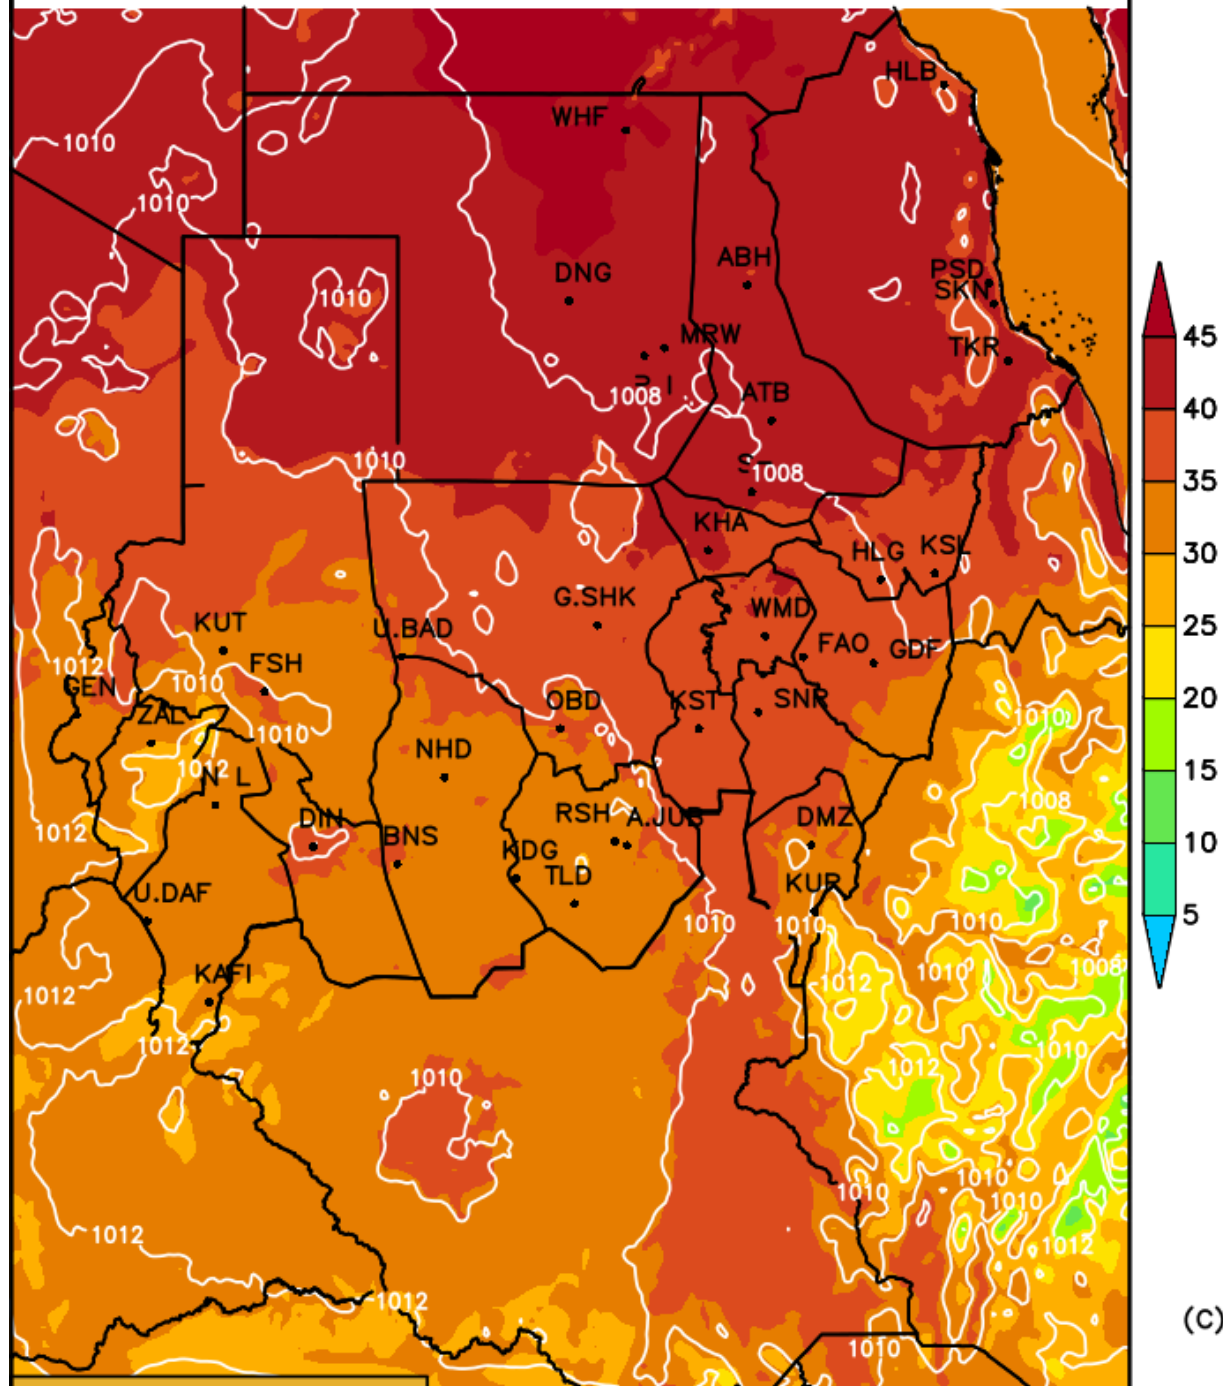 HLB
WHF
1010
1010
ABH
DNG
PSD
SKN
1010
MRW
TKR
45
1008
ATB
40
1010
1008
35
KHA
HLG
KSL
30
G.SHK
WMD
KUT
U.BAD
FAO
GDF
25
1012
FSH
GEN
1010
OBD
KST
SNR
20
ZAL
1010
1010
NHD
1012
15
1008
RSH
A.JUB
DMZ
DIN
1012
BNS
10
KDG
TLD
KUR
U.DAF
5
1010
1010
1010
KAFI
1010
1008
1012
1012
1012
1010
1012
1010
1010
1010
1010
1012
1012
1012
(C)
1010